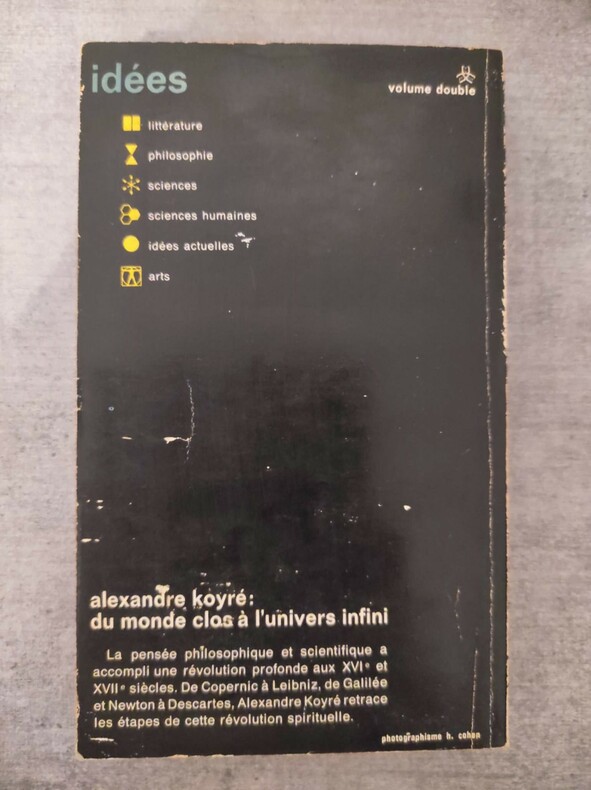 idées
volume double
littérature
philosophie
sciences
sciences humaines
idées actuelles
arts
alexandre koyré:
du monde clos à l'univers infini
La pensée philosophique et scientifique a
accompli une révolution profonde aux XVIe et
XVIIe siècles. De Copernic à Leibniz, de Galilée
et Newton à Descartes, Alexandre Koyré retrace
les étapes de cette révolution spirituelle.
photographisme h. cohen